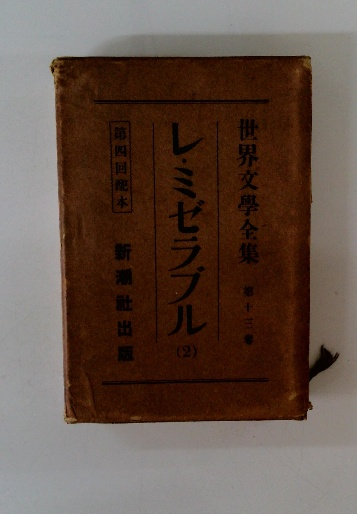 世界文學全集 第十三卷
レ・ミゼラブル (2)
第四回配本
新潮社出版